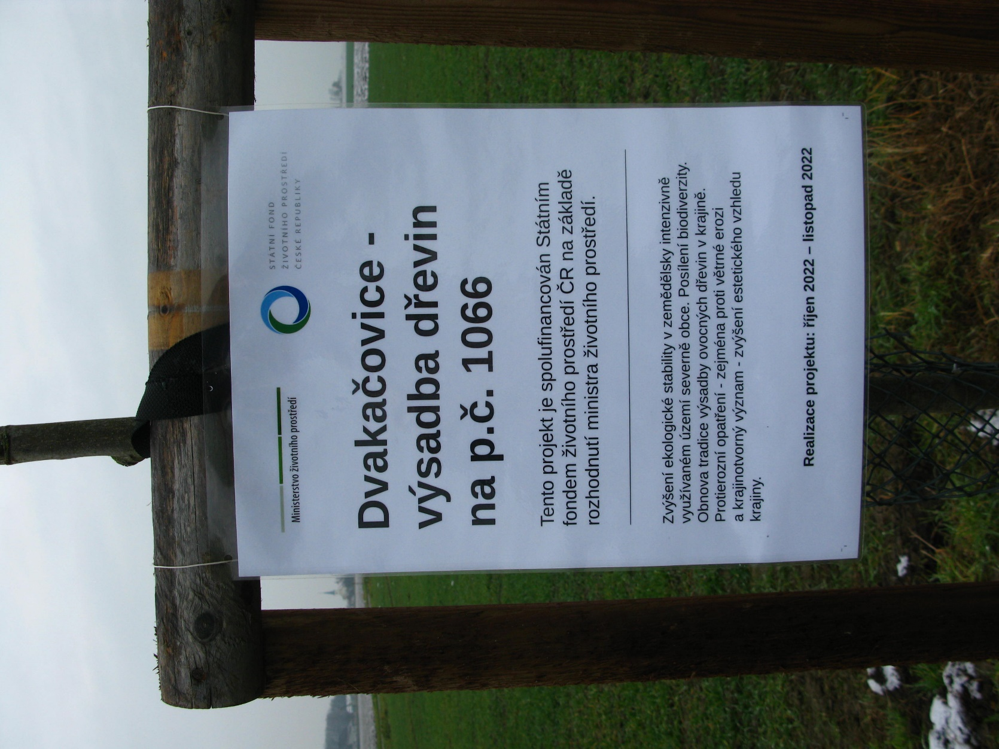 Ministerstvo životního prostředí
STÁTNÍ FOND
ŽIVOTNÍHO PROSTŘEDÍ
ČESKÉ REPUBLIKY
Dvakačovice -
výsadba dřevin
na p.č. 1066
Tento projekt je spolufinancován Státním
fondem životního prostředí ČR na základě
rozhodnutí ministra životního prostředí.
Zvýšení ekologické stability v zemědělsky intenzivně
využívaném území severně obce. Posílení biodiverzity.
Obnova tradice výsadby ovocných dřevin v krajině.
Protierozní opatření - zejména proti větrné erozi
a krajinotvorný význam - zvýšení estetického vzhledu
krajiny.
Realizace projektu: říjen 2022 – listopad 2022